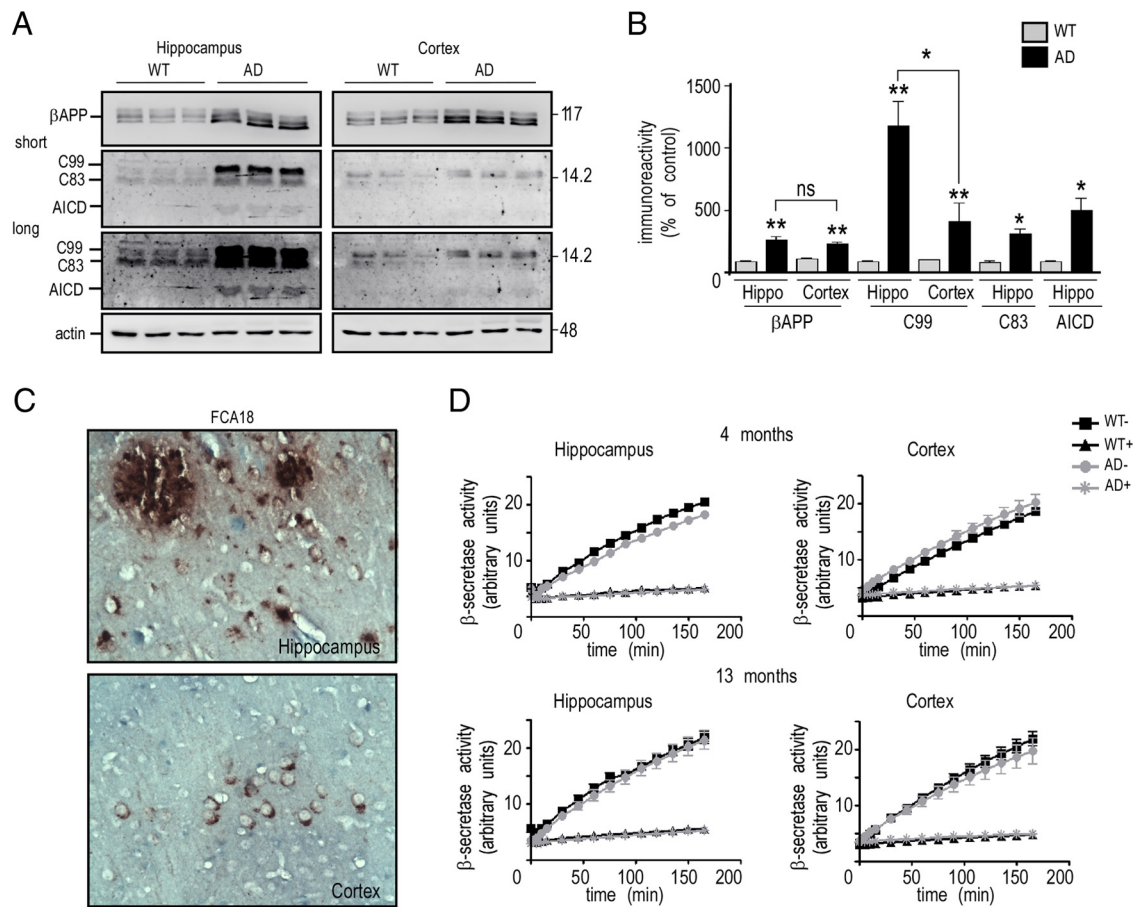 A
Hippocampus
Cortex
WT AD WT AD
βAPP
117
short
C99
C83
14.2
AICD
long
C99
C83
14.2
AICD
actin
48
B
WT
AD
immunoreactivity
(% of control)
1500
1000
500
0
ns
**
**
**
*
**
*
*
Hippo Cortex Hippo Cortex Hippo Hippo
βAPP C99 C83 AICD
C
FCA18
Hippocampus
Cortex
D
4 months
WT-
WT+
AD-
AD+
Hippocampus
Cortex
β-secretase activity
(arbitrary units)
20
10
0
0 50 100 150 200
time (min)
β-secretase activity
(arbitrary units)
20
10
0
0 50 100 150 200
time (min)
13 months
Hippocampus
Cortex
β-secretase activity
(arbitrary units)
20
10
0
0 50 100 150 200
time (min)
β-secretase activity
(arbitrary units)
20
10
0
0 50 100 150 200
time (min)